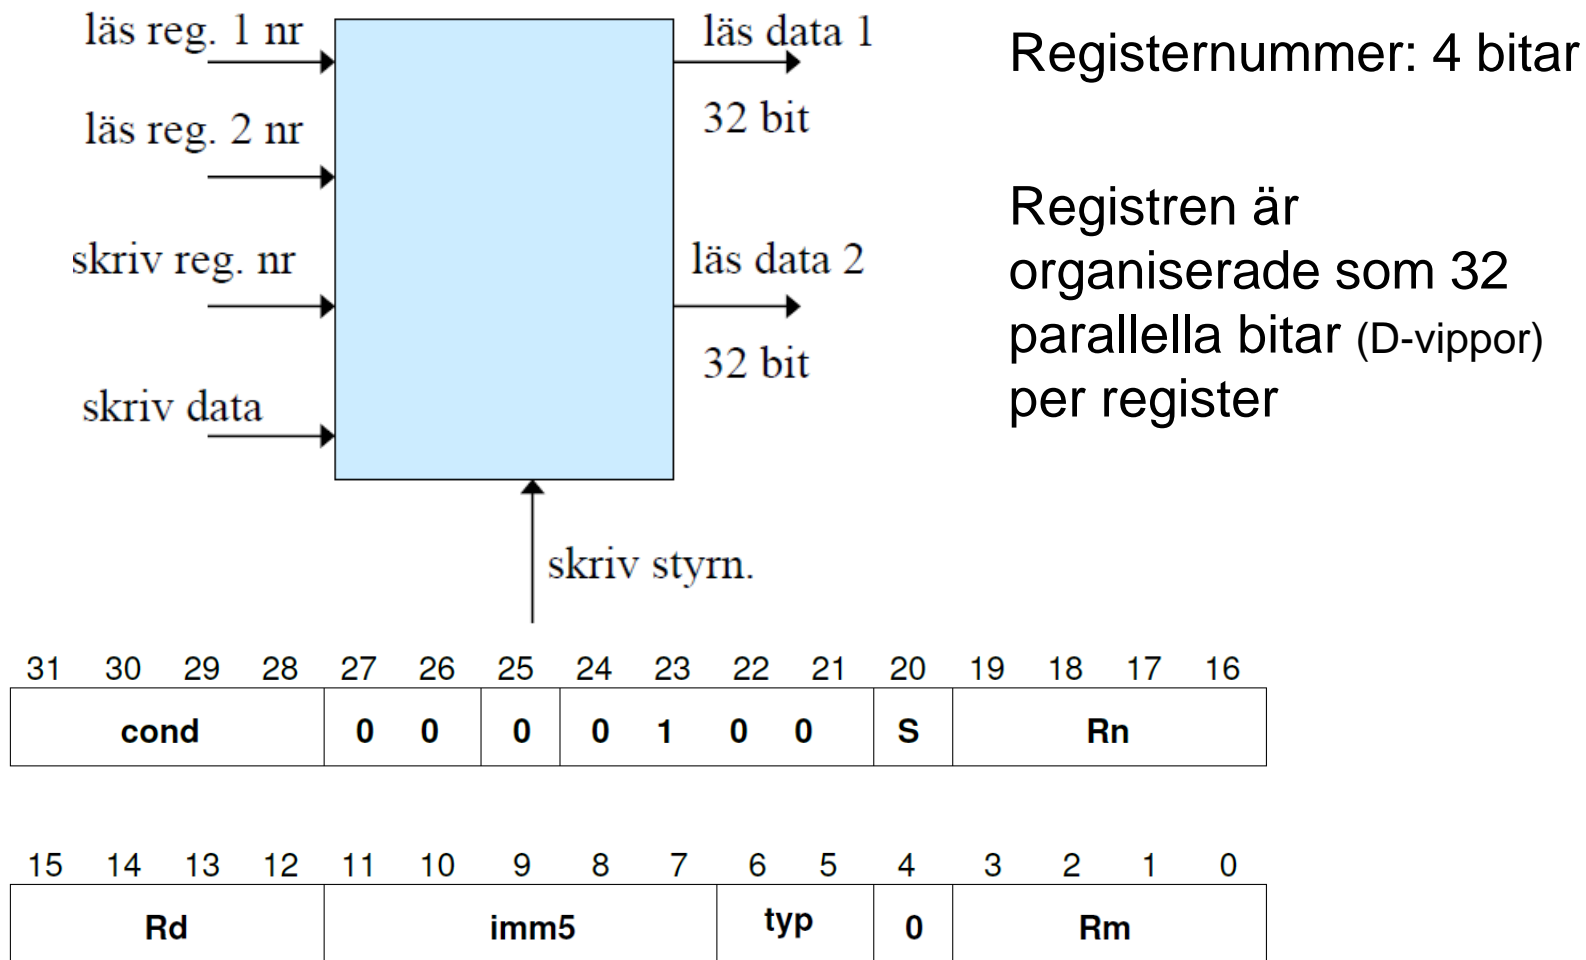 läs reg. 1 nr
läs data 1
32 bit
läs reg. 2 nr
skriv reg. nr
läs data 2
32 bit
skriv data
skriv styrn.
Registernummer: 4 bitar
Registren är
organiserade som 32
parallella bitar (D-vippor)
per register
31 30 29 28 27 26 25 24 23 22 21 20 19 18 17 16
cond 0 0 0 0 1 0 0 S Rn
15 14 13 12 11 10 9 8 7 6 5 4 3 2 1 0
Rd imm5 typ 0 Rm